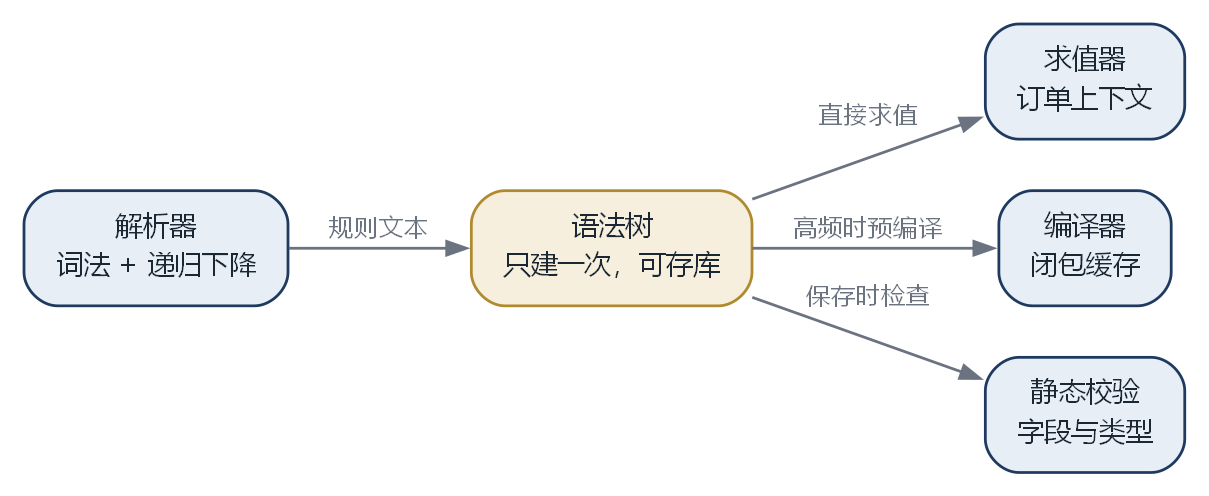 解析器
词法 + 递归下降
规则文本
语法树
只建一次，可存库
直接求值
求值器
订单上下文
高频时预编译
编译器
闭包缓存
保存时检查
静态校验
字段与类型